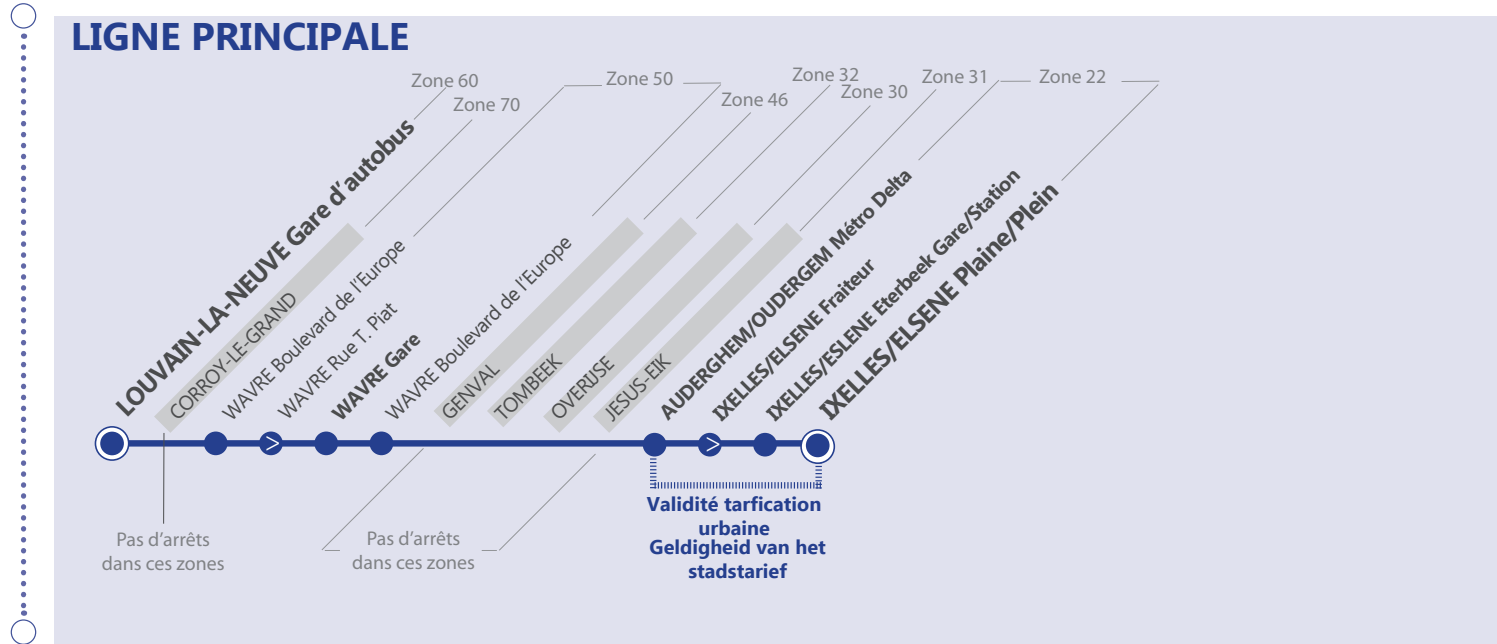 LIGNE PRINCIPALE
Zone 60
Zone 70
Zone 50
Zone 46
Zone 32
Zone 30
Zone 31
Zone 22
LOUVAIN-LA-NEUVE Gare d’autobus
CORROY-LE-GRAND
WAVRE Boulevard de l’Europe
WAVRE Rue T. Piat
WAVRE Gare
WAVRE Boulevard de l’Europe
GENVAL
TOMBEEK
OVERIJSE
JESUS-EIK
AUDERGHEM/OUDERGEM Métro Delta
IXELLES/ELSENE Fraiteur
IXELLES/ESLENE Eterbeek Gare/Station
IXELLES/ELSENE Plaine/Plein
>
>
Pas d’arrêts
dans ces zones
Pas d’arrêts
dans ces zones
Validité tarfication
urbaine
Geldigheid van het
stadstarief